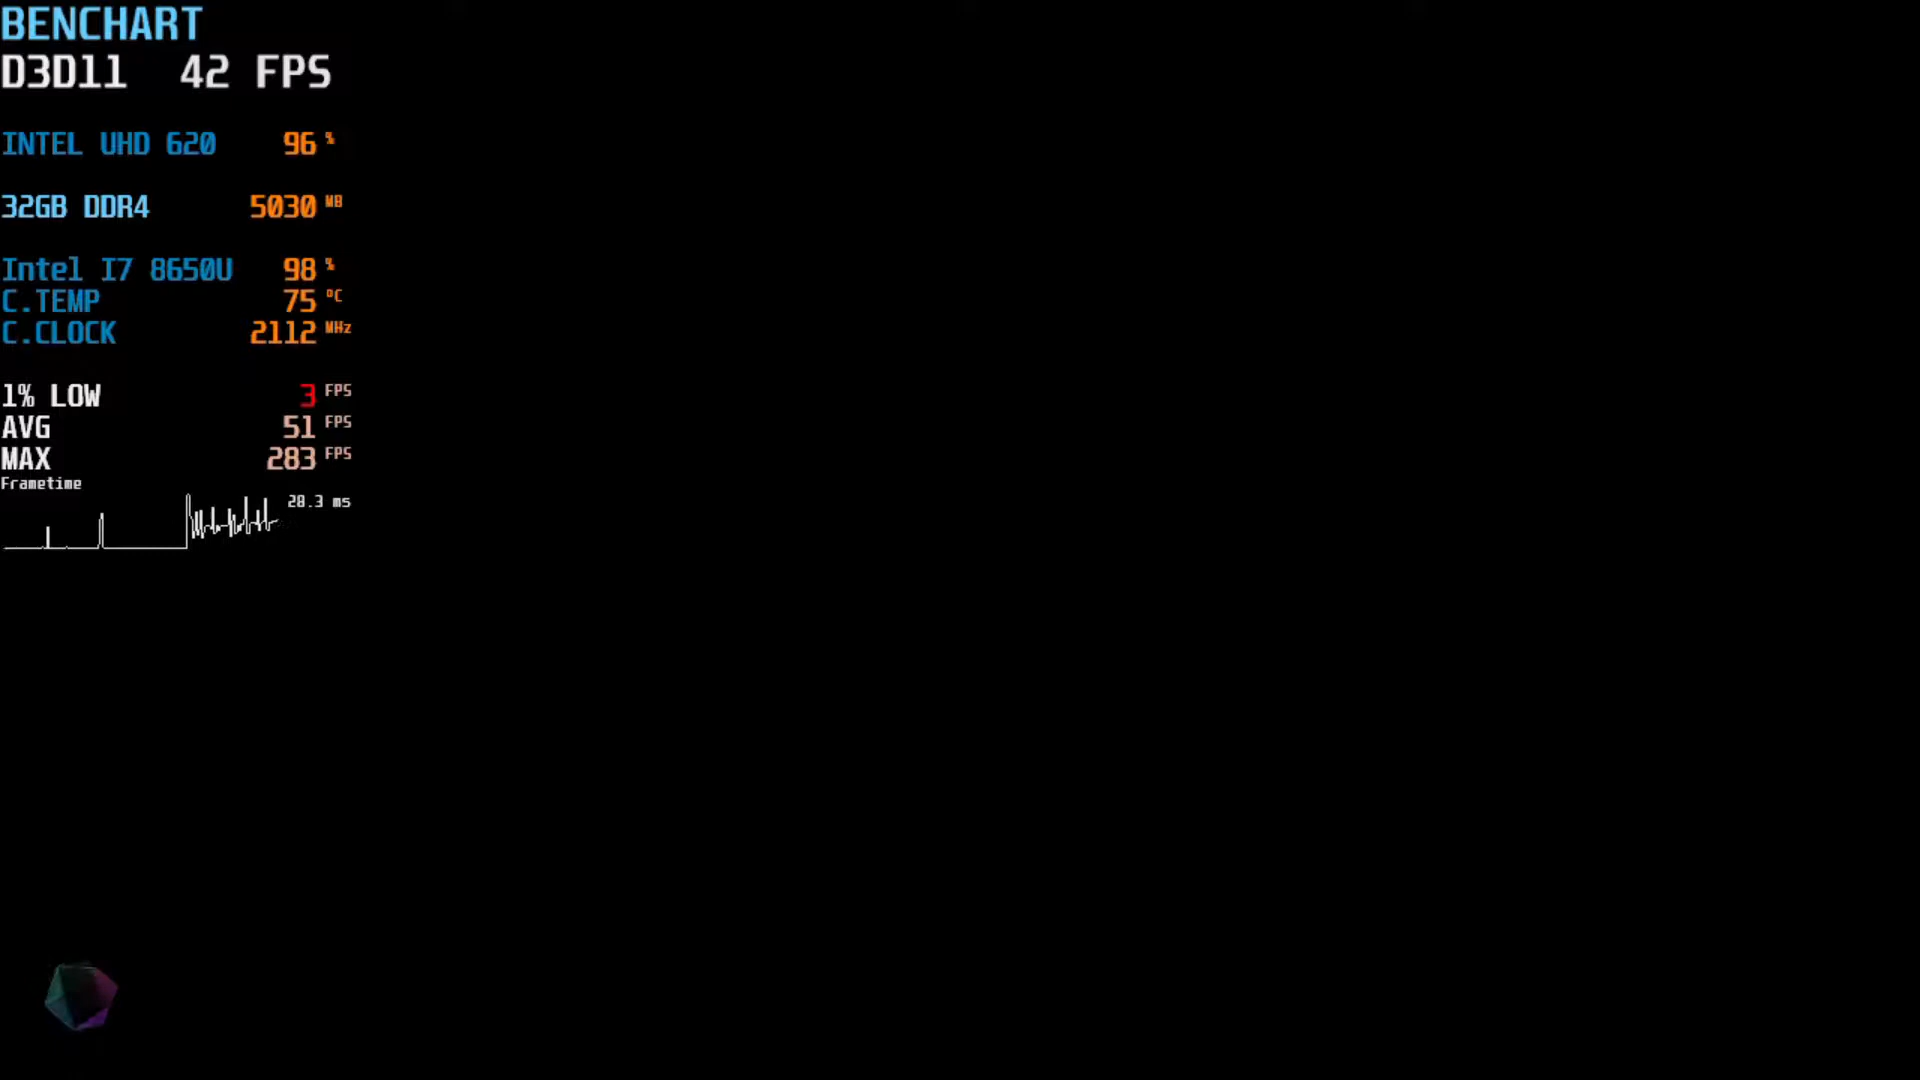 BENCHART
D3D11 42 FPS
INTEL UHD 620 96 %
32GB DDR4 5030 MB
Intel I7 8650U 98 %
C.TEMP 75 °C
C.CLOCK 2112 MHz
1% LOW 3 FPS
AVG 51 FPS
MAX 283 FPS
Frametime
28.3 ms